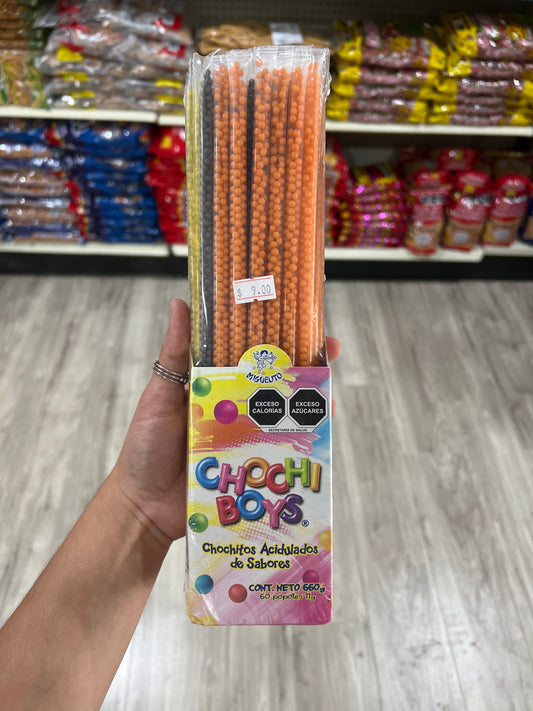 $ 9.00
MIGUELITO
EXCESO
CALORÍAS
EXCESO
AZÚCARES
SECRETARÍA DE SALUD
CHOCHI
BOYS®
Chochitos Acidulados
de Sabores
CONT. NETO 660g
60 popotes 11g